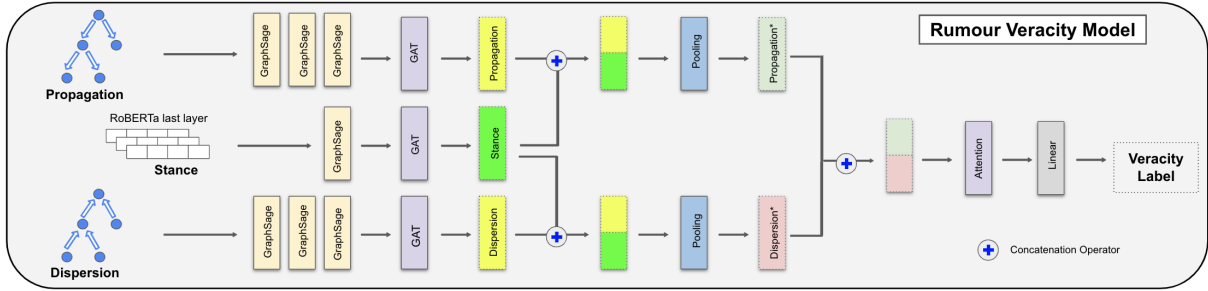 Rumour Veracity Model
Propagation
GraphSage
GraphSage
GraphSage
GAT
Propagation
Pooling
Propagation*
RoBERTa last layer
Stance
GraphSage
GAT
Stance
Attention
Linear
Veracity
Label
Dispersion
GraphSage
GraphSage
GraphSage
GAT
Dispersion
Pooling
Dispersion*
Concatenation Operator